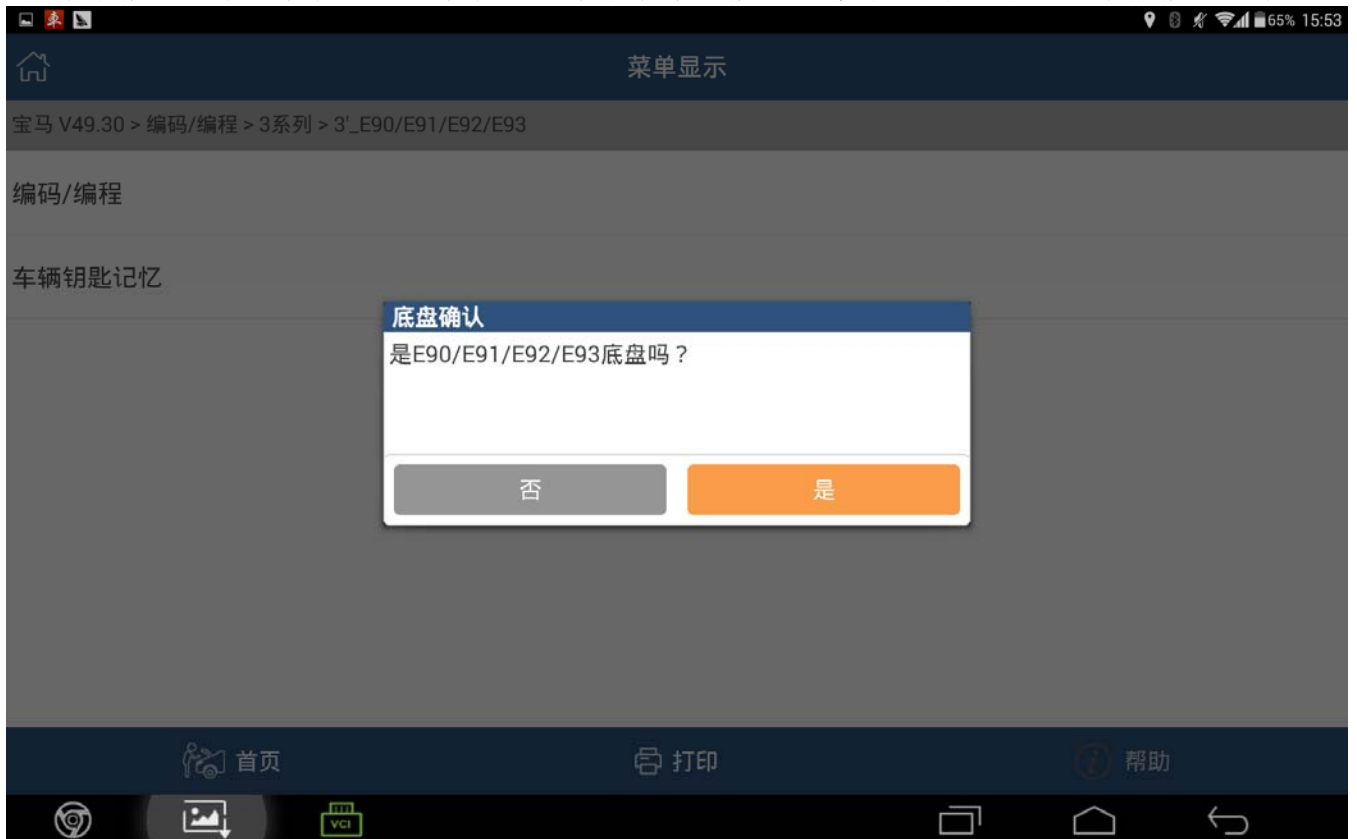 65% 15:53
菜单显示
宝马 V49.30 > 编码/编程 > 3系列 > 3'_E90/E91/E92/E93
编码/编程
车辆钥匙记忆
底盘确认
是E90/E91/E92/E93底盘吗？
否 是
首页 打印 帮助
VCI